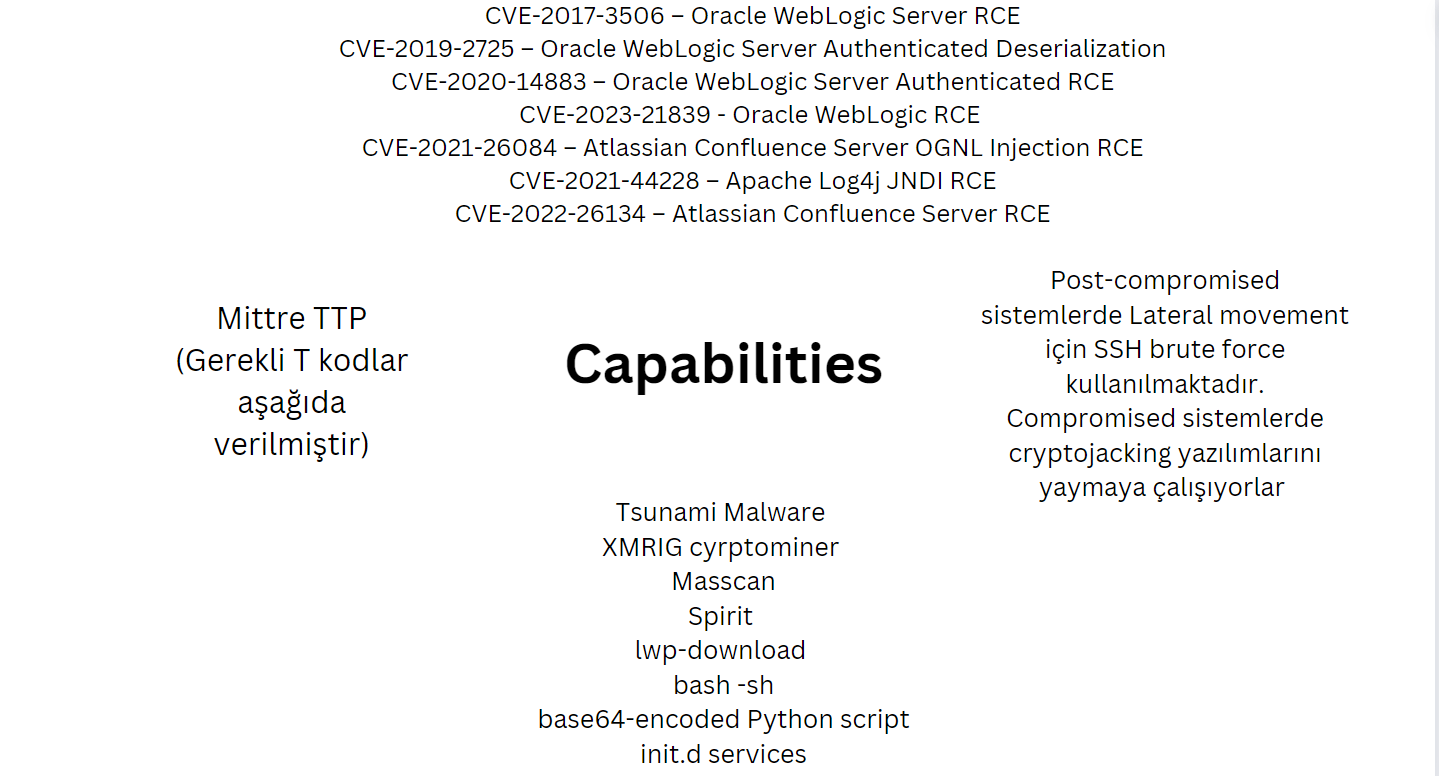 CVE-2017-3506 – Oracle WebLogic Server RCE
CVE-2019-2725 – Oracle WebLogic Server Authenticated Deserialization
CVE-2020-14883 – Oracle WebLogic Server Authenticated RCE
CVE-2023-21839 - Oracle WebLogic RCE
CVE-2021-26084 – Atlassian Confluence Server OGNL Injection RCE
CVE-2021-44228 – Apache Log4j JNDI RCE
CVE-2022-26134 – Atlassian Confluence Server RCE
Mittre TTP
(Gerekli T kodlar
aşağıda
verilmiştir)
Capabilities
Post-compromised
sistemlerde Lateral movement
için SSH brute force
kullanılmaktadır.
Compromised sistemlerde
cryptojacking yazılımlarını
yaymaya çalışıyorlar
Tsunami Malware
XMRIG cyrptominer
Masscan
Spirit
lwp-download
bash -sh
base64-encoded Python script
init.d services